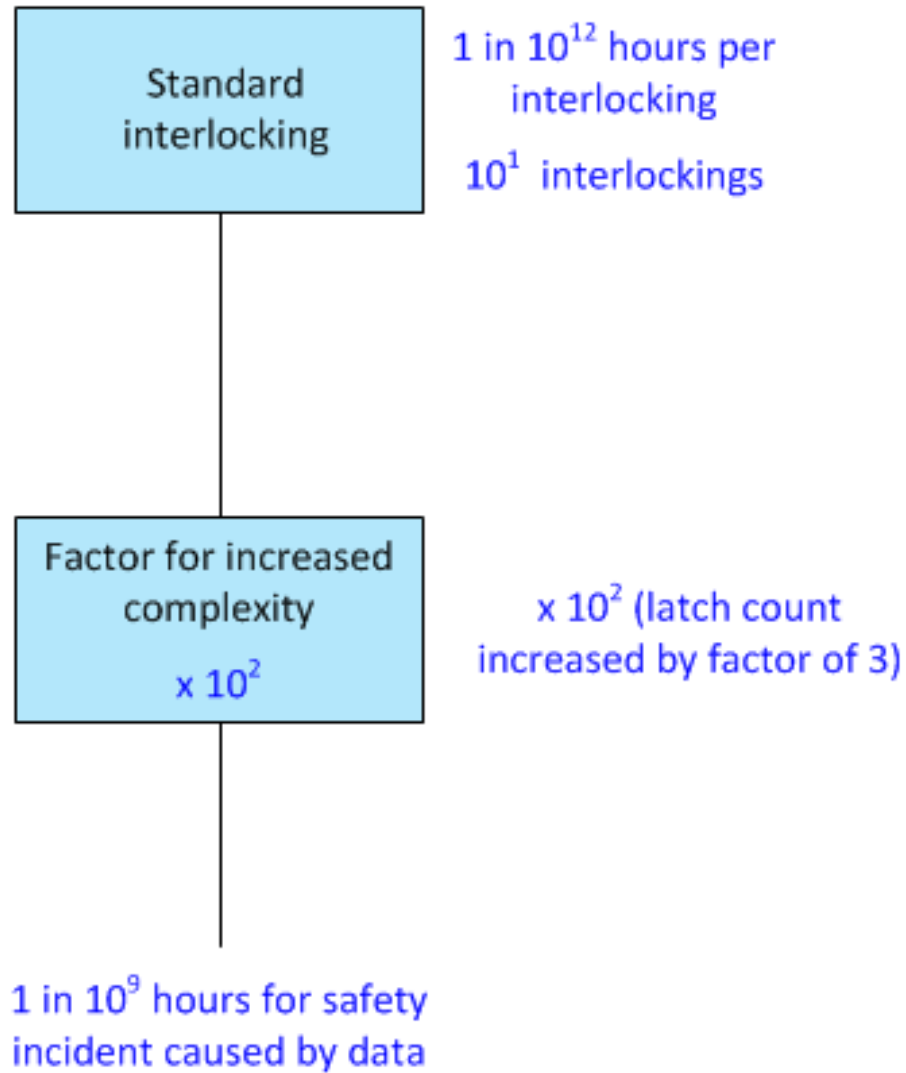 Standard
interlocking
1 in 10¹² hours per
interlocking
10¹ interlockings
Factor for increased
complexity
x 10²
x 10² (latch count
increased by factor of 3)
1 in 10⁹ hours for safety
incident caused by data